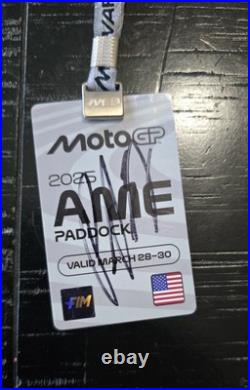 MotoGP
2025
AME
PADDOCK
VALID MARCH 28-30
FIM